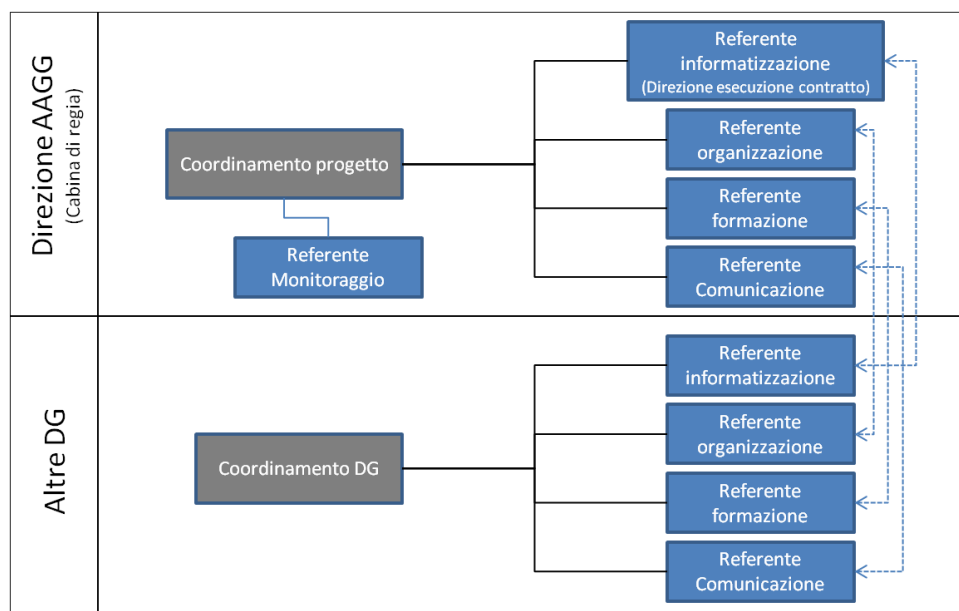 Direzione AAGG
(Cabina di regia)
Coordinamento progetto
Referente
Monitoraggio
Referente
informatizzazione
(Direzione esecuzione contratto)
Referente
organizzazione
Referente
formazione
Referente
Comunicazione
Altre DG
Coordinamento DG
Referente
informatizzazione
Referente
organizzazione
Referente
formazione
Referente
Comunicazione